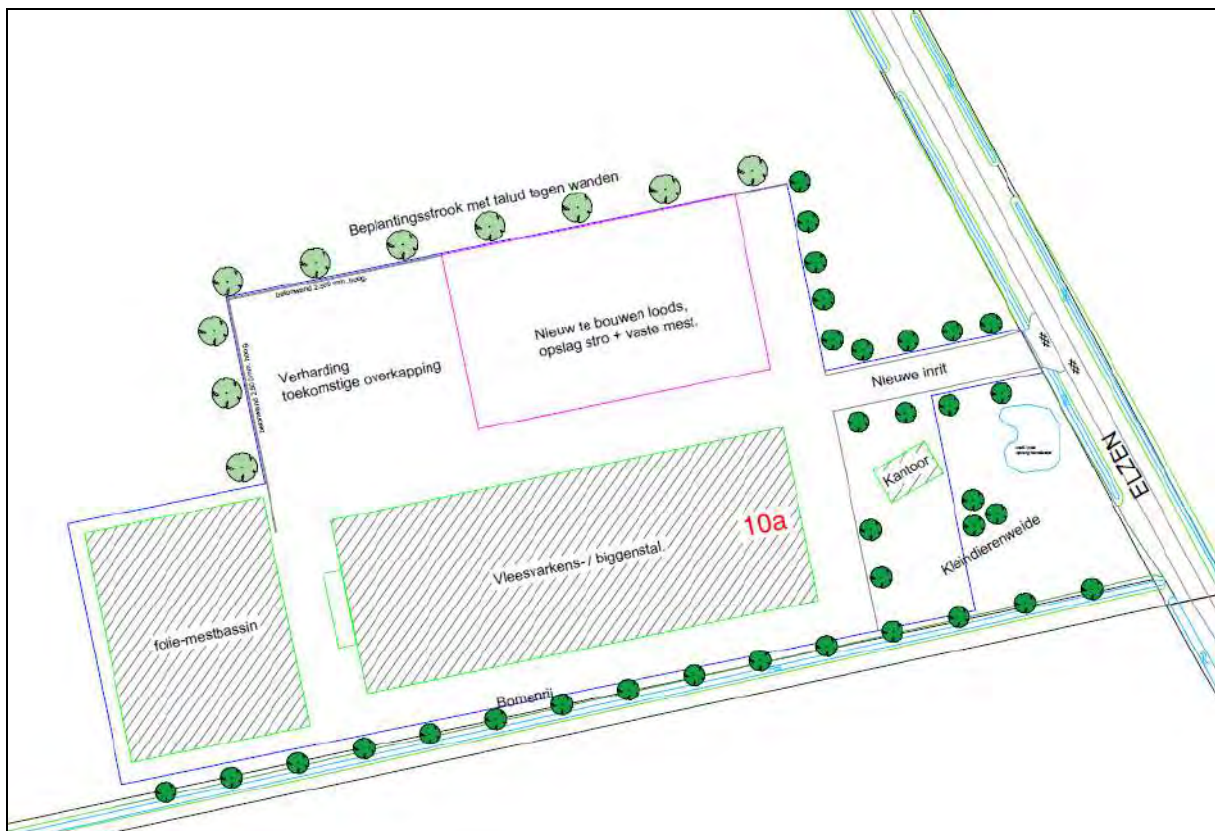 Beplantingsstrook met talud tegen wanden
Nieuw te bouwen loods,
opslag stro + vaste mest.
Verharding
toekomstige overkapping
Nieuwe inrit
ELZEN
Kantoor
10a
Kleindierenweide
Vleesvarkens- / biggenstal.
folie-mestbassin
Bomenrij